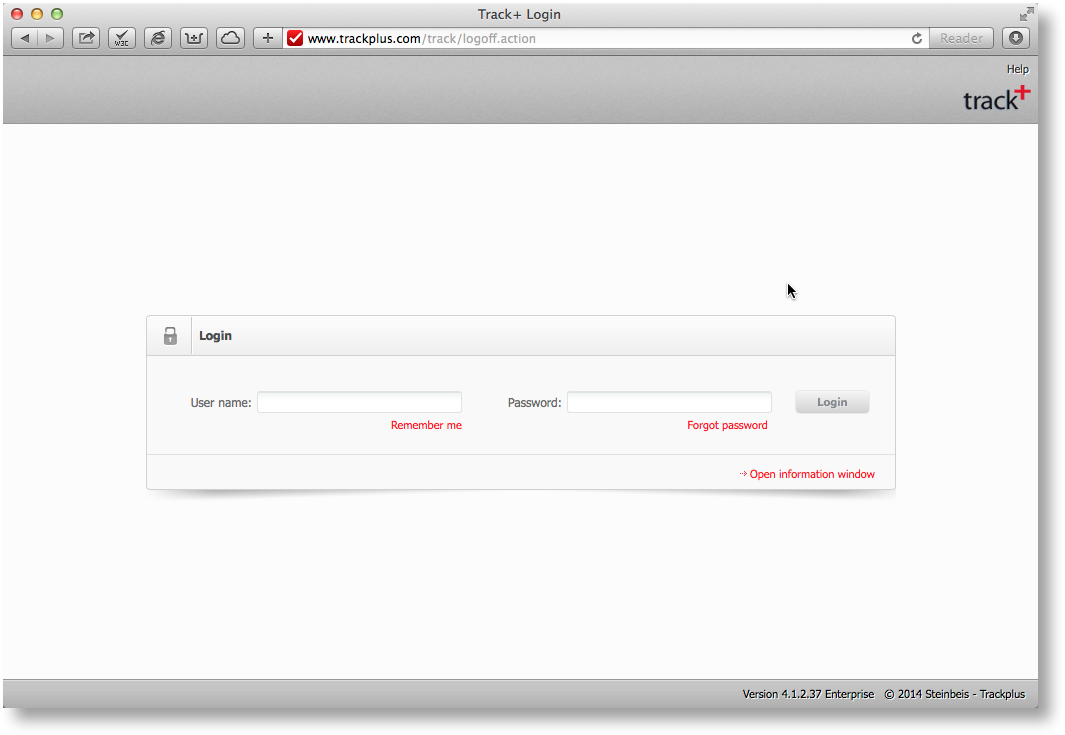 Track+ Login
W3C
www.trackplus.com/track/logoff.action
Reader
Help
track+
Login
User name:
Password:
Login
Remember me
Forgot password
Open information window
Version 4.1.2.37 Enterprise © 2014 Steinbeis - Trackplus